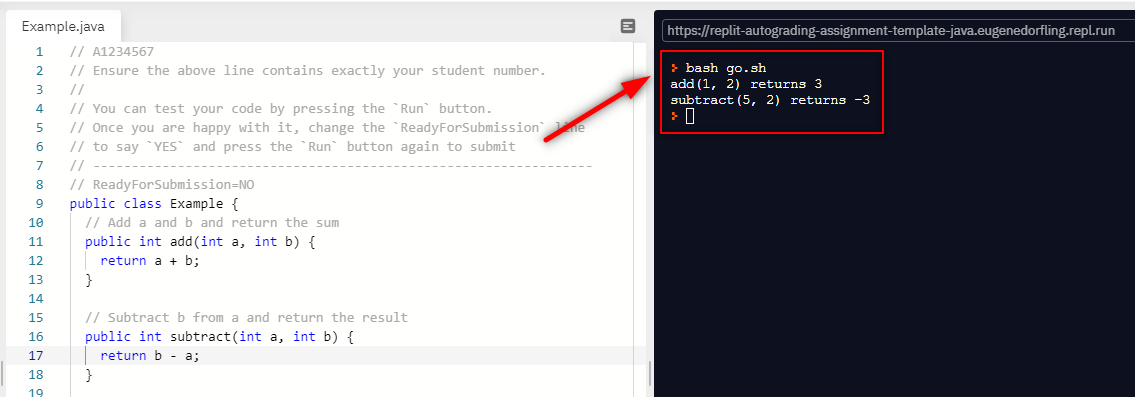 Example.java
1 // A1234567
2 // Ensure the above line contains exactly your student number.
3 //
4 // You can test your code by pressing the `Run` button.
5 // Once you are happy with it, change the `ReadyForSubmission` line
6 // to say `YES` and press the `Run` button again to submit
7 // -----------------------------------------------------------------
8 // ReadyForSubmission=NO
9 public class Example {
10 // Add a and b and return the sum
11 public int add(int a, int b) {
12 return a + b;
13 }
14
15 // Subtract b from a and return the result
16 public int subtract(int a, int b) {
17 return b - a;
18 }
19
https://replit-autograding-assignment-template-java.eugenedorfling.repl.run
> bash go.sh
add(1, 2) returns 3
subtract(5, 2) returns -3
>